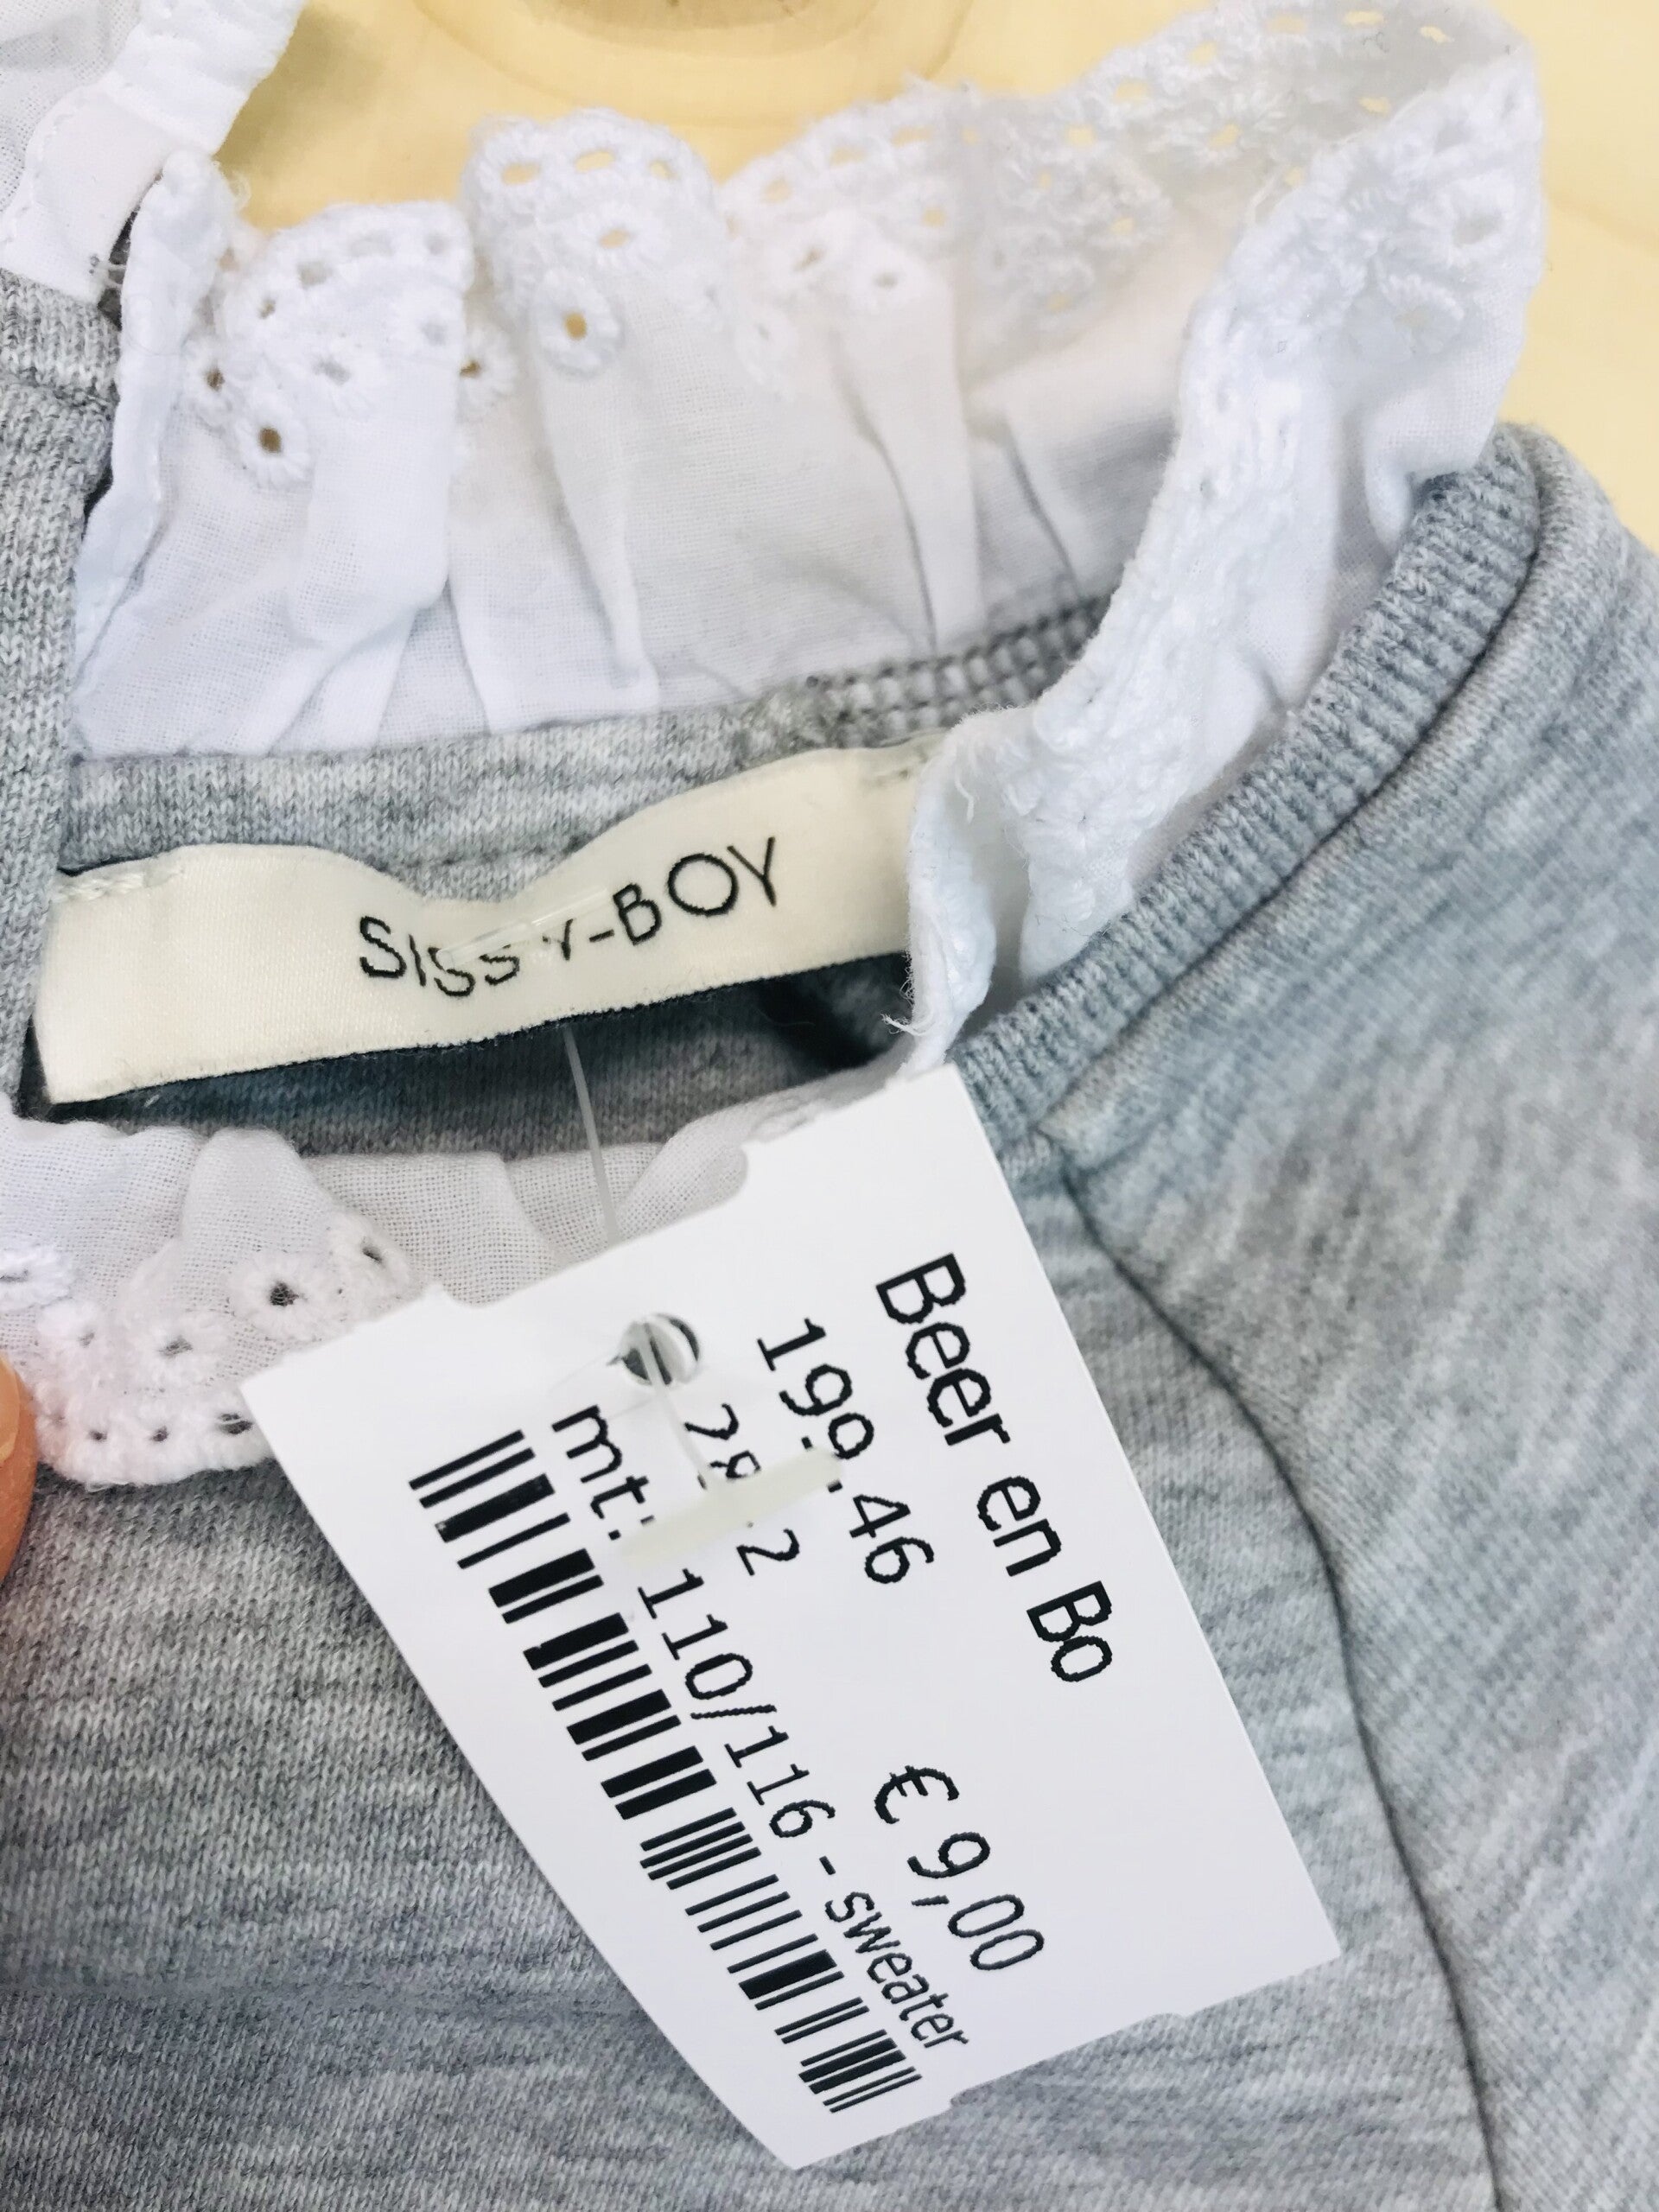 SISSY-BOY
Beer en Bo
199.46
€ 9,00
mt: 110/116 - sweater